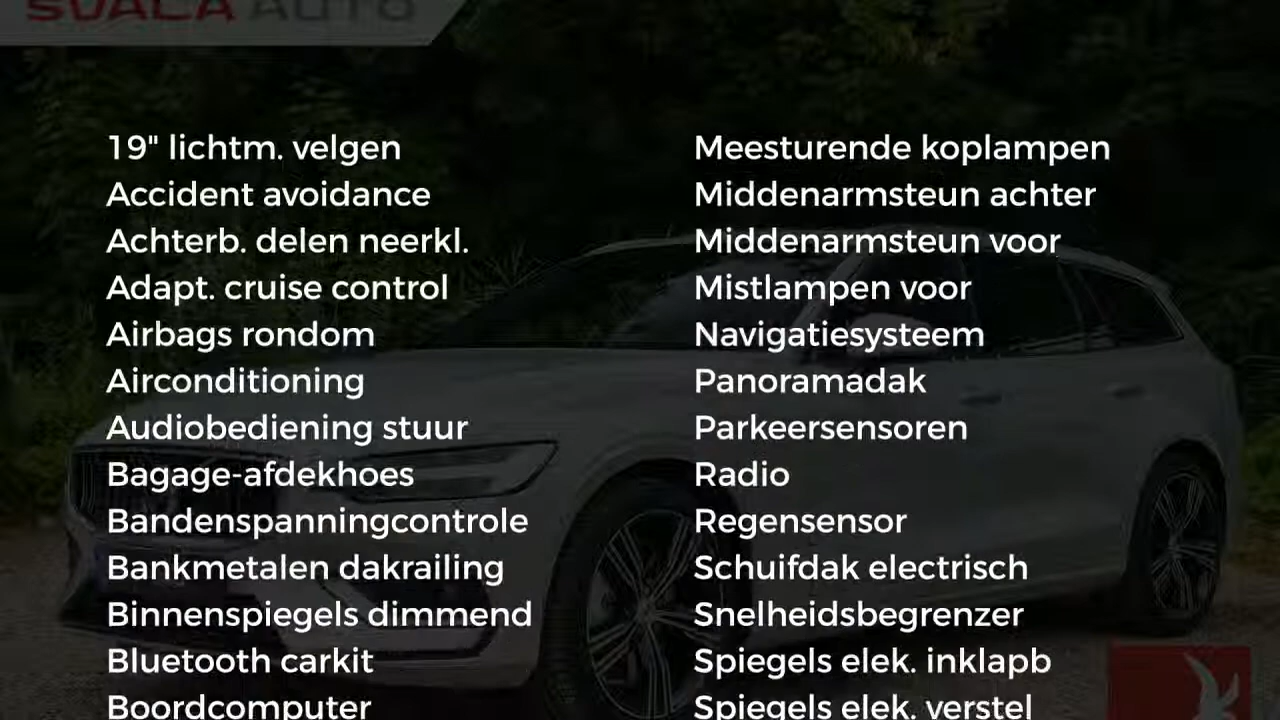 SVALA AUTO
19" lichtm. velgen
Accident avoidance
Achterb. delen neerkl.
Adapt. cruise control
Airbags rondom
Airconditioning
Audiobediening stuur
Bagage-afdekhoes
Bandenspanningcontrole
Bankmetalen dakrailing
Binnenspiegels dimmend
Bluetooth carkit
Boordcomputer
Meesturende koplampen
Middenarmsteun achter
Middenarmsteun voor
Mistlampen voor
Navigatiesysteem
Panoramadak
Parkeersensoren
Radio
Regensensor
Schuifdak electrisch
Snelheidsbegrenzer
Spiegels elek. inklapb
Spiegels elek. verstel